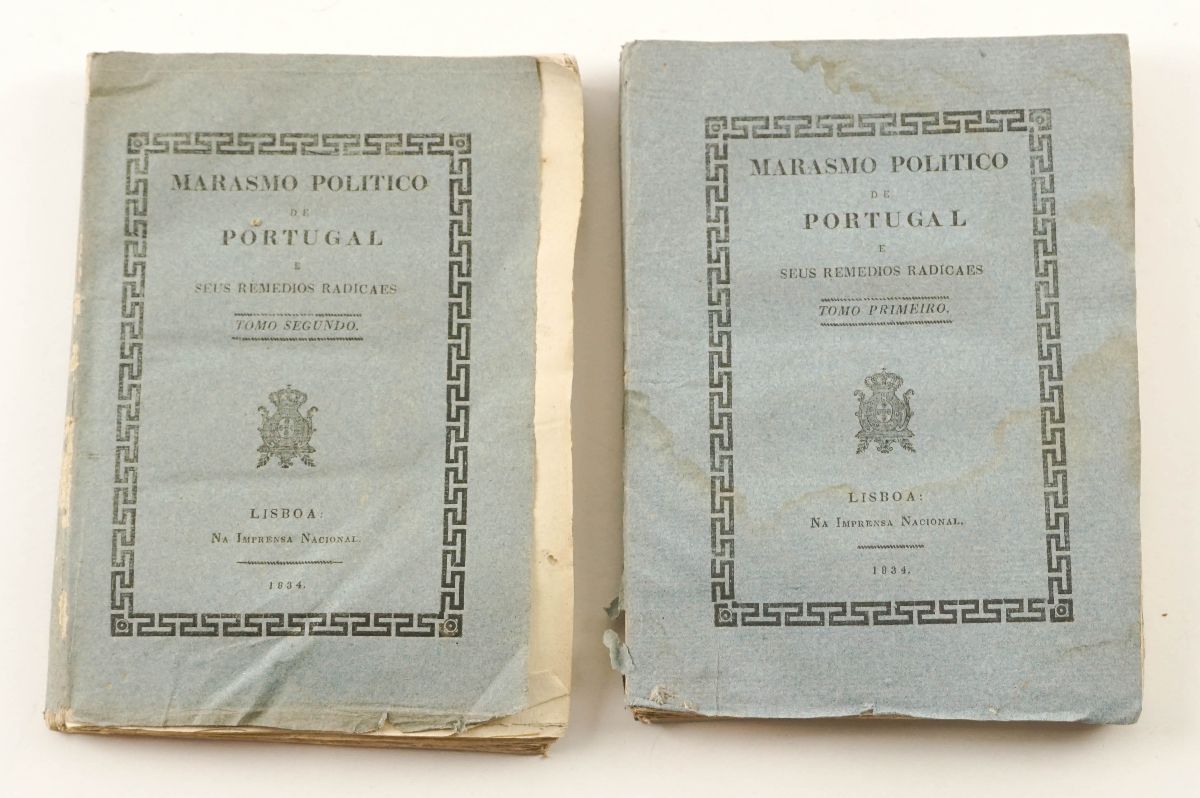 MARASMO POLITICO
DE
PORTUGAL
E
SEUS REMEDIOS RADICAES
TOMO SEGUNDO.
LISBOA:
NA IMPRENSA NACIONAL.
1834.
MARASMO POLITICO
DE
PORTUGAL
E
SEUS REMEDIOS RADICAES
TOMO PRIMEIRO.
LISBOA:
NA IMPRENSA NACIONAL.
1834.